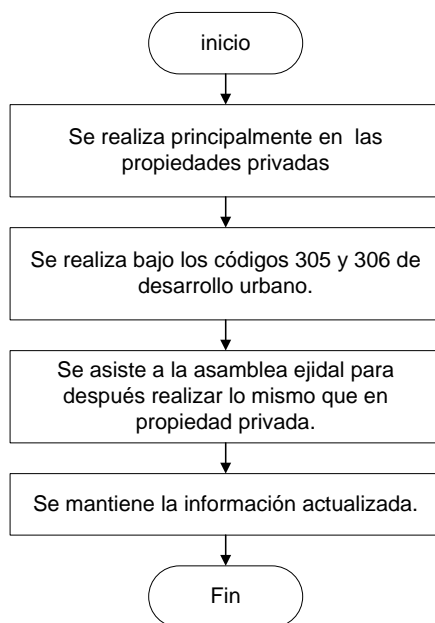 inicio
Se realiza principalmente en las
propiedades privadas
Se realiza bajo los códigos 305 y 306 de
desarrollo urbano.
Se asiste a la asamblea ejidal para
después realizar lo mismo que en
propiedad privada.
Se mantiene la información actualizada.
Fin